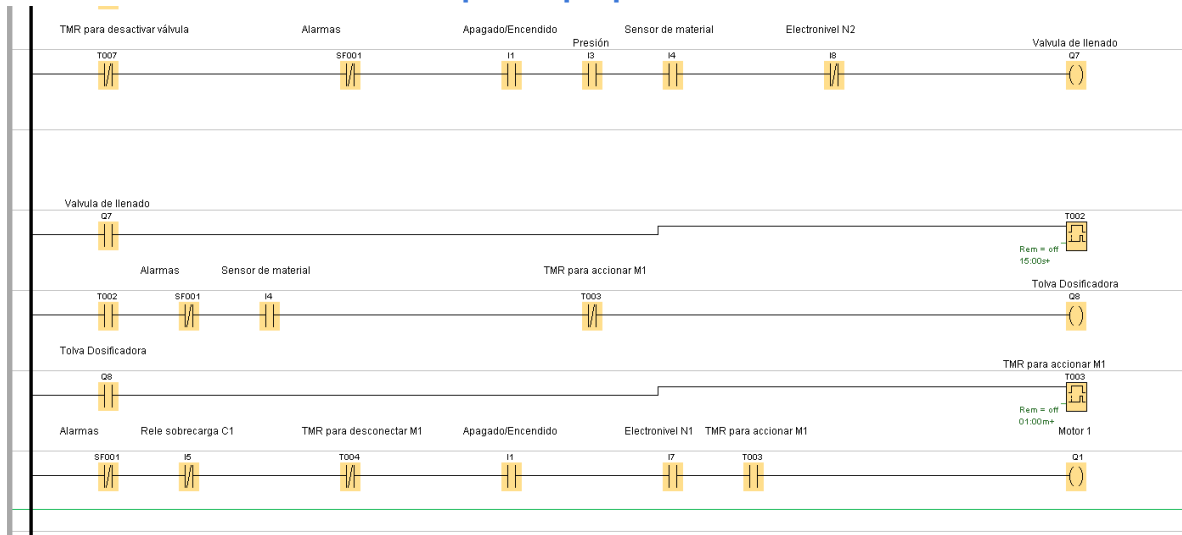 TMR para desactivar válvula Alarmas Apagado/Encendido Presión Sensor de material Electronivel N2 Valvula de llenado
T007 SF001 I1 I3 I4 I8 Q7
Valvula de llenado
Q7 T002
Rem = off
15:00s+
Alarmas Sensor de material TMR para accionar M1 Tolva Dosificadora
T002 SF001 I4 T003 Q8
Tolva Dosificadora TMR para accionar M1
Q8 T003
Rem = off
01:00m+
Alarmas Rele sobrecarga C1 TMR para desconectar M1 Apagado/Encendido Electronivel N1 TMR para accionar M1 Motor 1
SF001 I5 T004 I1 I7 T003 Q1